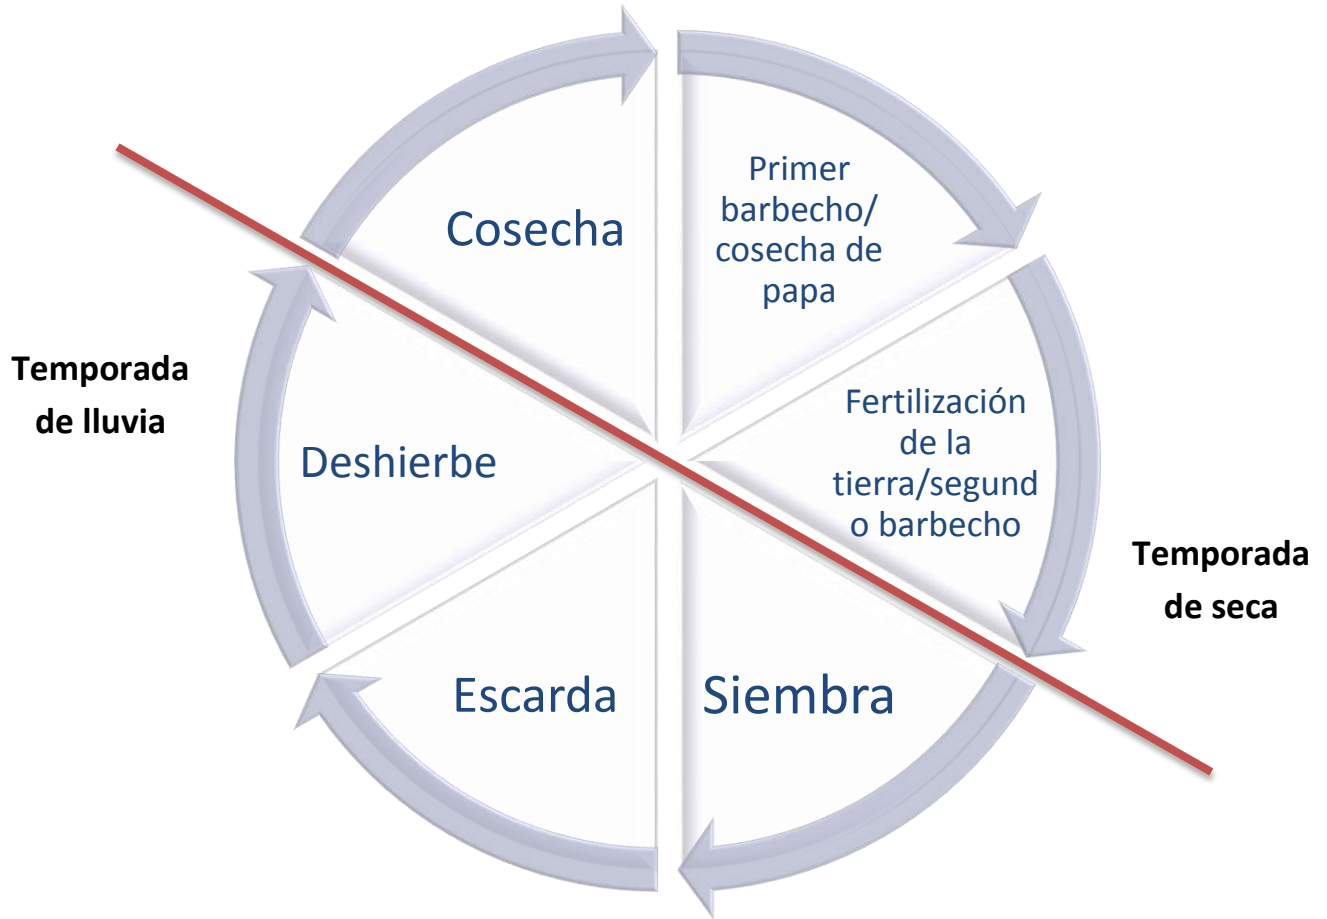 Cosecha
Primer
barbecho/
cosecha de
papa
Temporada
de lluvia
Deshierbe
Fertilización
de la
tierra/segund
o barbecho
Temporada
de seca
Escarda
Siembra